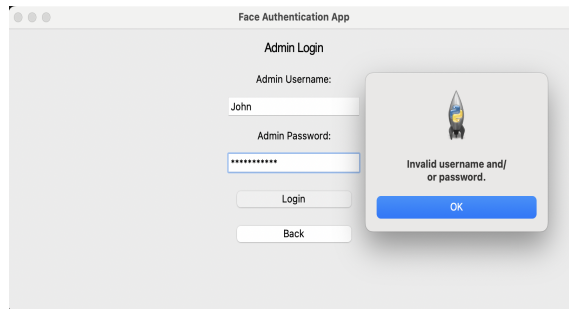 Face Authentication App
Admin Login
Admin Username:
John
Admin Password:
***********
Login
Back
Invalid username and/
or password.
OK